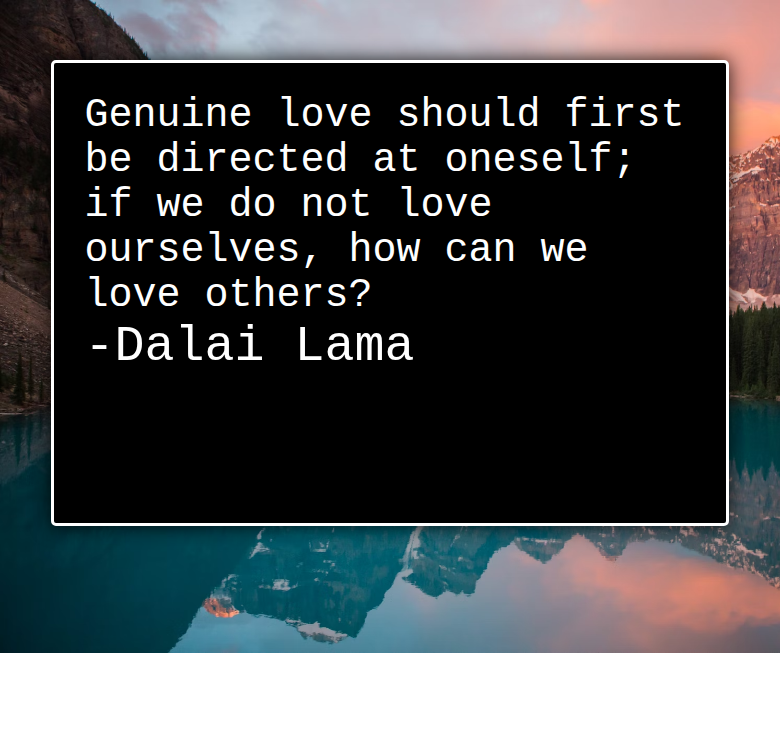 Genuine love should first
be directed at oneself;
if we do not love
ourselves, how can we
love others?
-Dalai Lama